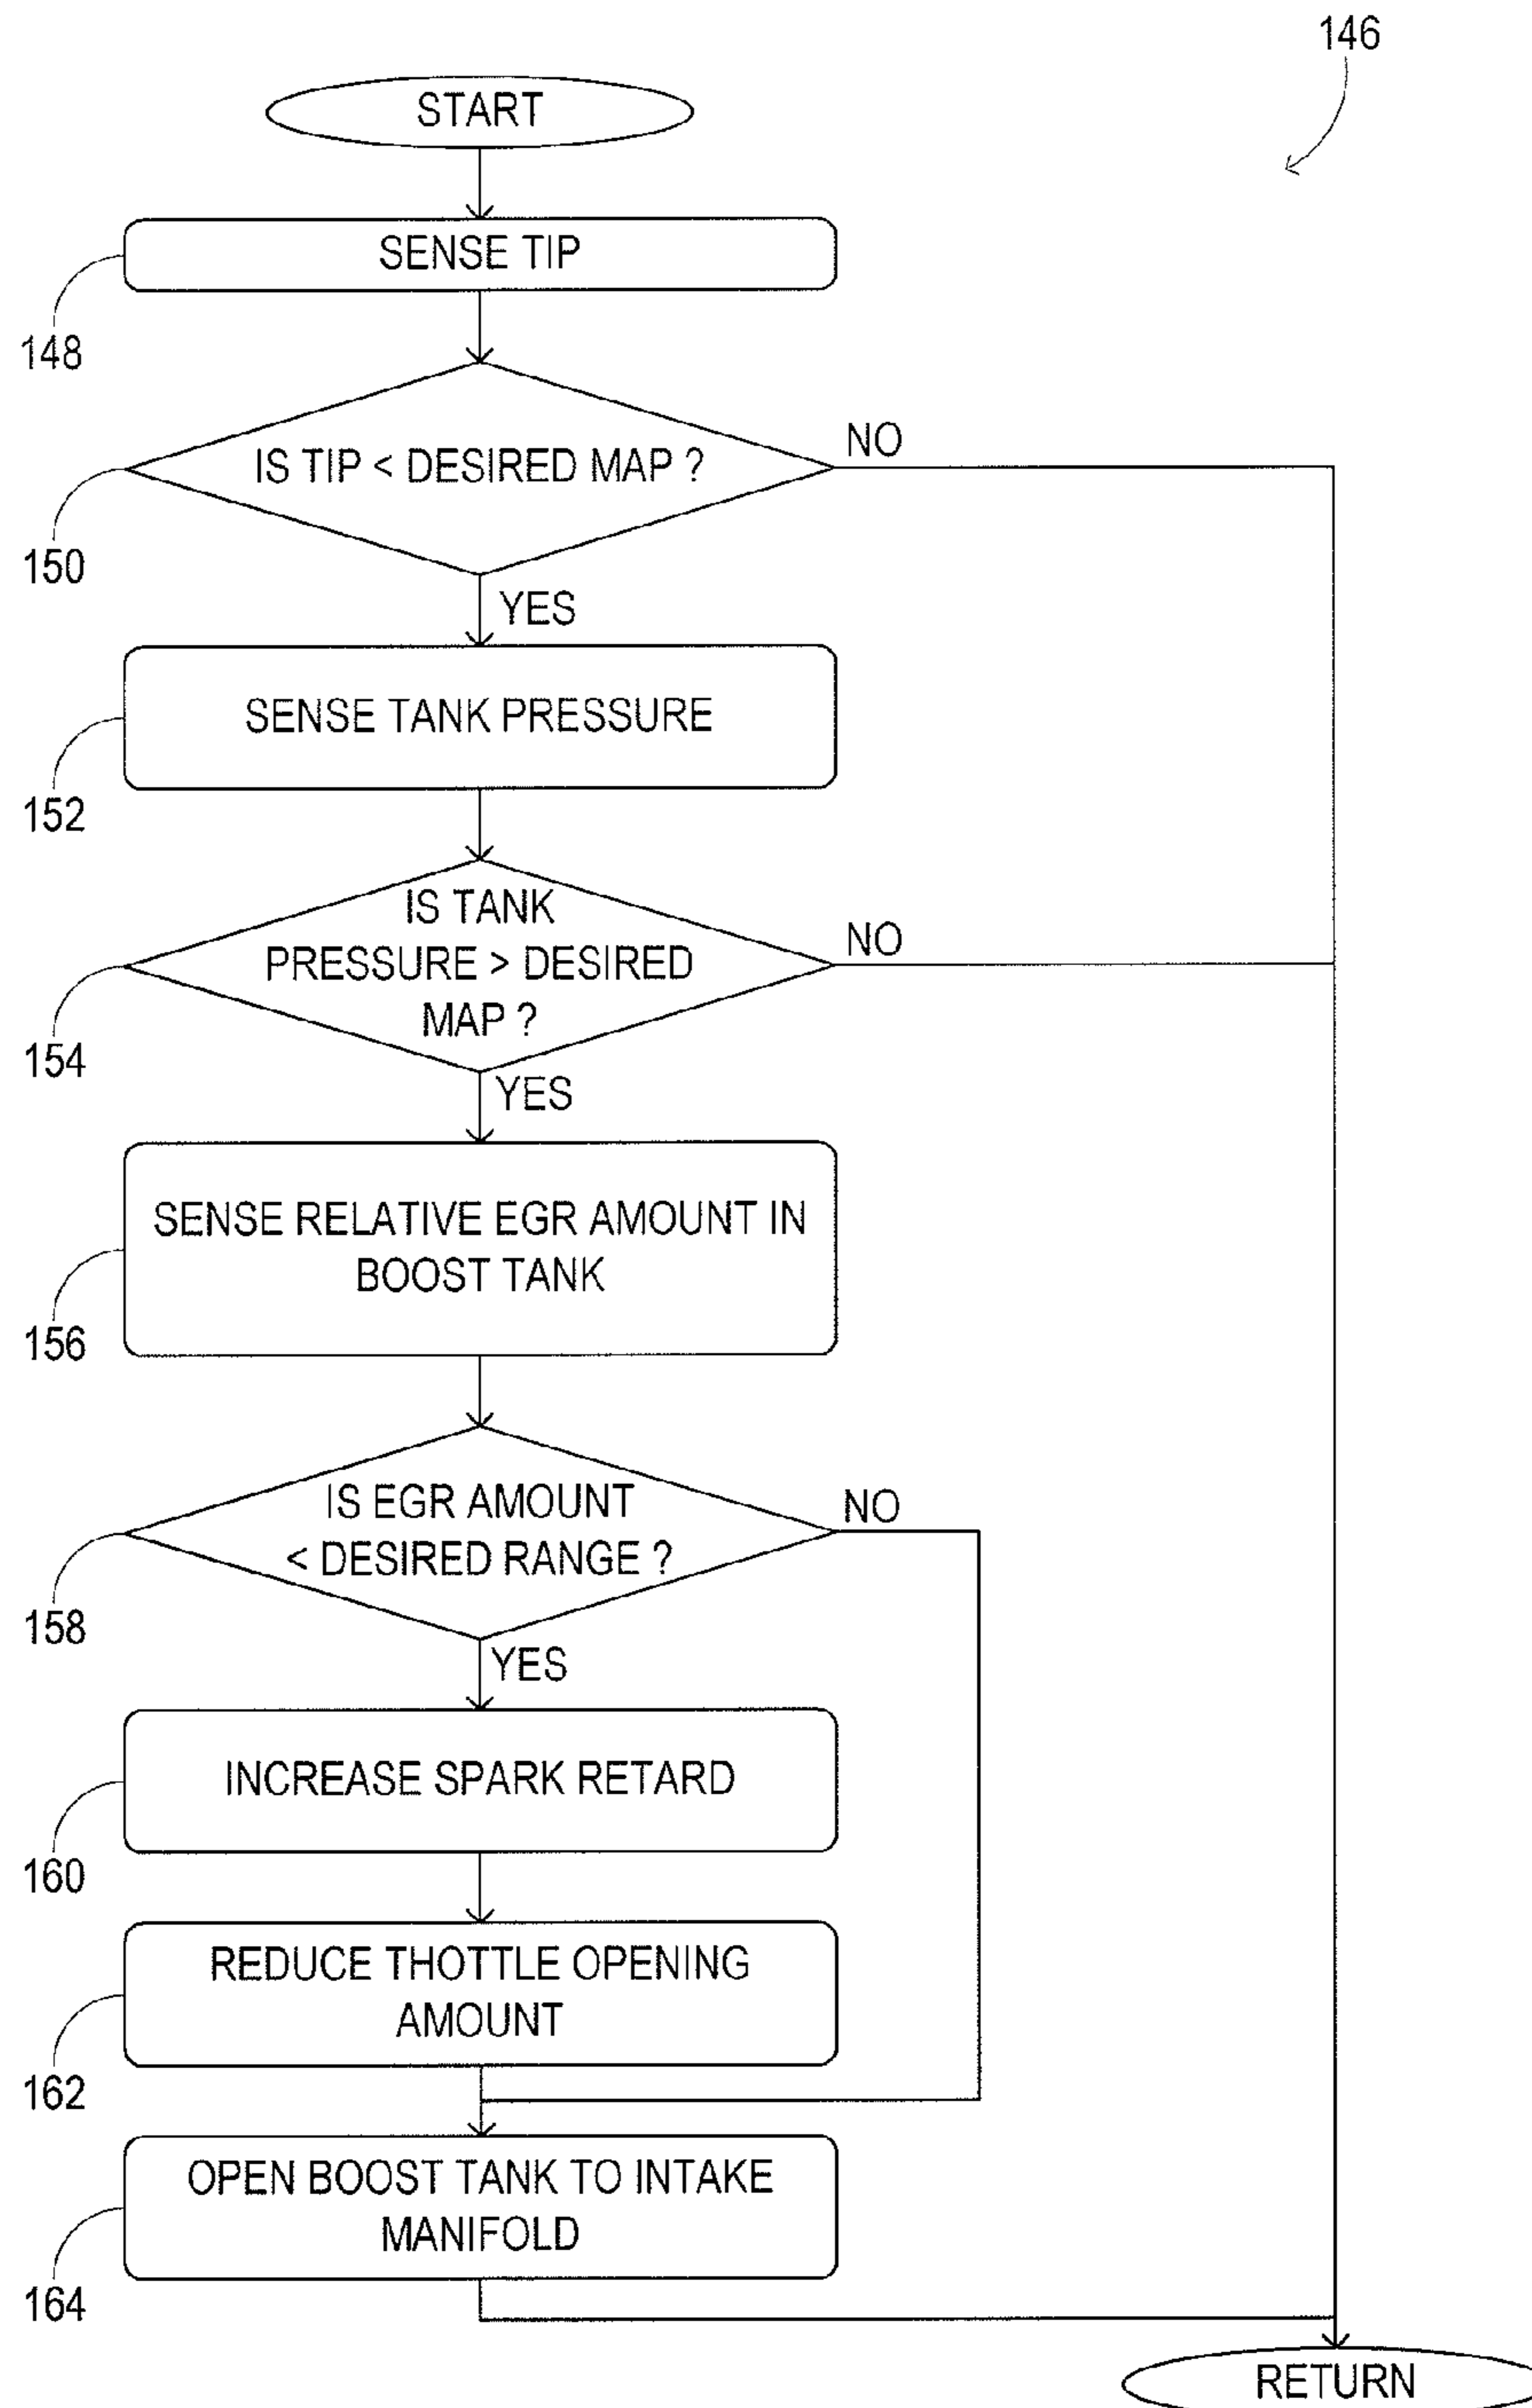 146
START
SENSE TIP
148
IS TIP < DESIRED MAP ?
NO
150
YES
SENSE TANK PRESSURE
152
IS TANK
PRESSURE > DESIRED
MAP ?
NO
154
YES
SENSE RELATIVE EGR AMOUNT IN
BOOST TANK
156
IS EGR AMOUNT
< DESIRED RANGE ?
NO
158
YES
INCREASE SPARK RETARD
160
REDUCE THOTTLE OPENING
AMOUNT
162
OPEN BOOST TANK TO INTAKE
MANIFOLD
164
RETURN